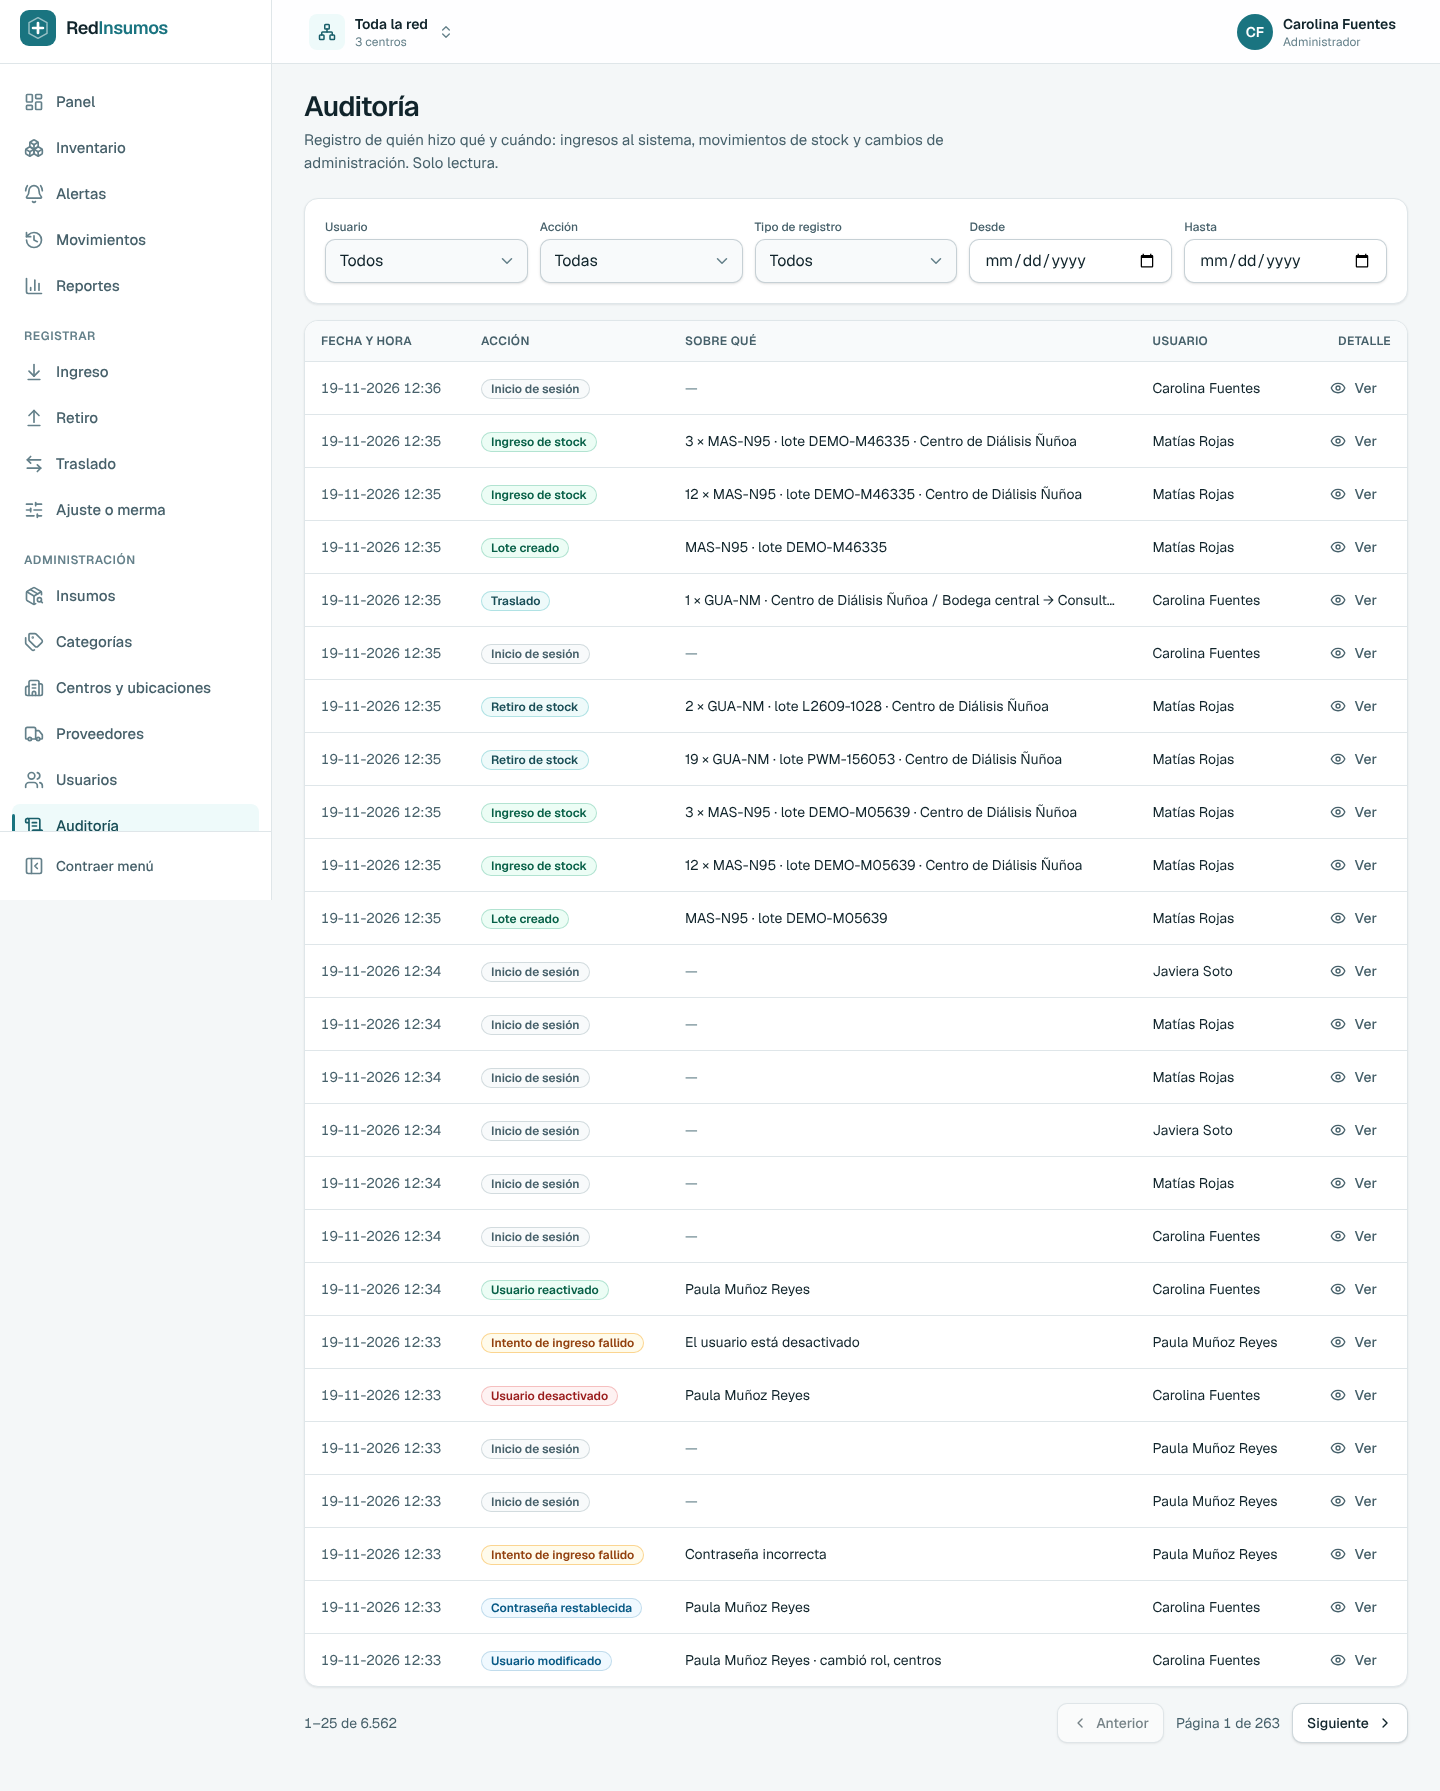 RedInsumos
Toda la red
3 centros
CF
Carolina Fuentes
Administrador
Panel
Inventario
Alertas
Movimientos
Reportes
REGISTRAR
Ingreso
Retiro
Traslado
Ajuste o merma
ADMINISTRACIÓN
Insumos
Categorías
Centros y ubicaciones
Proveedores
Usuarios
Auditoría
Contraer menú
Auditoría
Registro de quién hizo qué y cuándo: ingresos al sistema, movimientos de stock y cambios de
administración. Solo lectura.
Usuario Acción Tipo de registro Desde Hasta
Todos Todas Todos mm/dd/yyyy mm/dd/yyyy
FECHA Y HORA ACCIÓN SOBRE QUÉ USUARIO DETALLE
19-11-2026 12:36 Inicio de sesión — Carolina Fuentes Ver
19-11-2026 12:35 Ingreso de stock 3 × MAS-N95 · lote DEMO-M46335 · Centro de Diálisis Ñuñoa Matías Rojas Ver
19-11-2026 12:35 Ingreso de stock 12 × MAS-N95 · lote DEMO-M46335 · Centro de Diálisis Ñuñoa Matías Rojas Ver
19-11-2026 12:35 Lote creado MAS-N95 · lote DEMO-M46335 Matías Rojas Ver
19-11-2026 12:35 Traslado 1 × GUA-NM · Centro de Diálisis Ñuñoa / Bodega central → Consult… Carolina Fuentes Ver
19-11-2026 12:35 Inicio de sesión — Carolina Fuentes Ver
19-11-2026 12:35 Retiro de stock 2 × GUA-NM · lote L2609-1028 · Centro de Diálisis Ñuñoa Matías Rojas Ver
19-11-2026 12:35 Retiro de stock 19 × GUA-NM · lote PWM-156053 · Centro de Diálisis Ñuñoa Matías Rojas Ver
19-11-2026 12:35 Ingreso de stock 3 × MAS-N95 · lote DEMO-M05639 · Centro de Diálisis Ñuñoa Matías Rojas Ver
19-11-2026 12:35 Ingreso de stock 12 × MAS-N95 · lote DEMO-M05639 · Centro de Diálisis Ñuñoa Matías Rojas Ver
19-11-2026 12:35 Lote creado MAS-N95 · lote DEMO-M05639 Matías Rojas Ver
19-11-2026 12:34 Inicio de sesión — Javiera Soto Ver
19-11-2026 12:34 Inicio de sesión — Matías Rojas Ver
19-11-2026 12:34 Inicio de sesión — Matías Rojas Ver
19-11-2026 12:34 Inicio de sesión — Javiera Soto Ver
19-11-2026 12:34 Inicio de sesión — Matías Rojas Ver
19-11-2026 12:34 Inicio de sesión — Carolina Fuentes Ver
19-11-2026 12:34 Usuario reactivado Paula Muñoz Reyes Carolina Fuentes Ver
19-11-2026 12:33 Intento de ingreso fallido El usuario está desactivado Paula Muñoz Reyes Ver
19-11-2026 12:33 Usuario desactivado Paula Muñoz Reyes Carolina Fuentes Ver
19-11-2026 12:33 Inicio de sesión — Paula Muñoz Reyes Ver
19-11-2026 12:33 Inicio de sesión — Paula Muñoz Reyes Ver
19-11-2026 12:33 Intento de ingreso fallido Contraseña incorrecta Paula Muñoz Reyes Ver
19-11-2026 12:33 Contraseña restablecida Paula Muñoz Reyes Carolina Fuentes Ver
19-11-2026 12:33 Usuario modificado Paula Muñoz Reyes · cambió rol, centros Carolina Fuentes Ver
1–25 de 6.562 Anterior Página 1 de 263 Siguiente